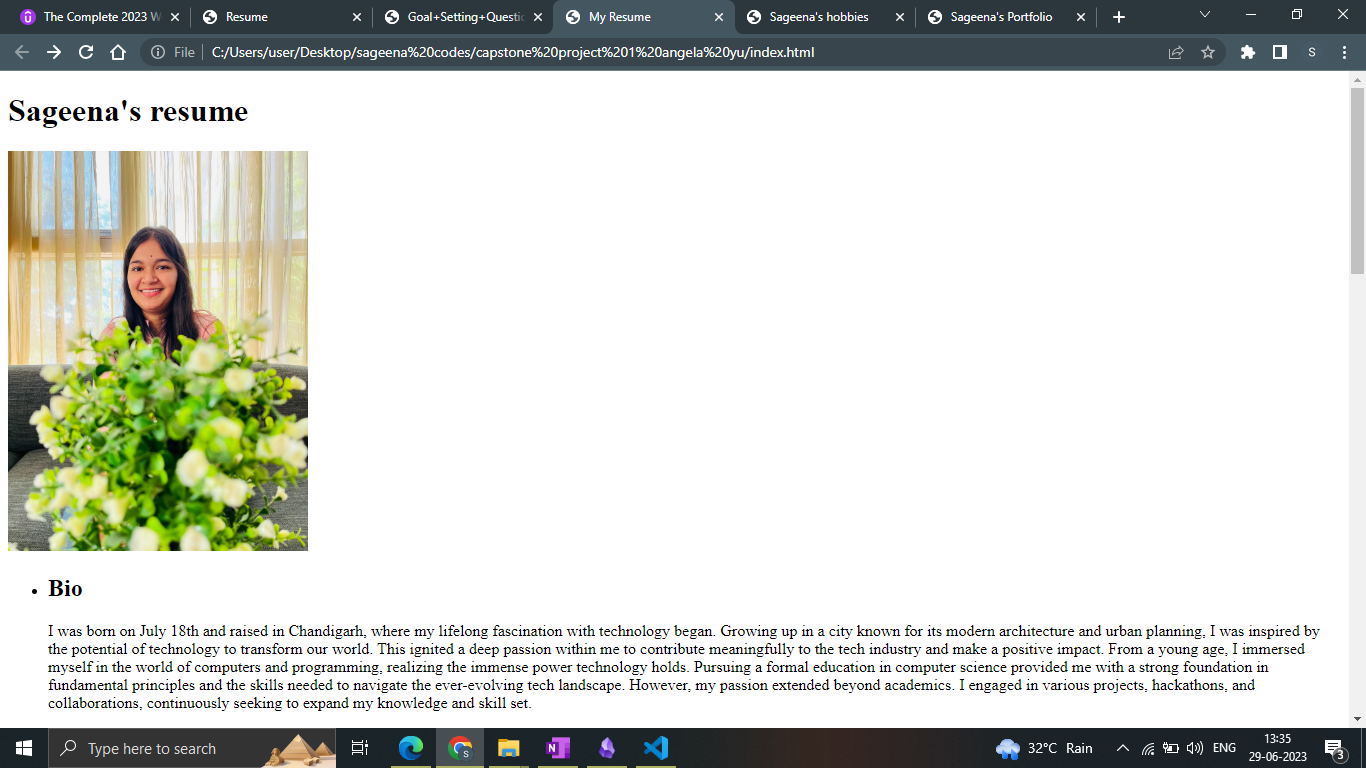 The Complete 2023 W
Resume
Goal+Setting+Questio
My Resume
Sageena's hobbies
Sageena's Portfolio
File
C:/Users/user/Desktop/sageena%20codes/capstone%20project%201%20angela%20yu/index.html
S
Sageena's resume
Bio
I was born on July 18th and raised in Chandigarh, where my lifelong fascination with technology began. Growing up in a city known for its modern architecture and urban planning, I was inspired by
the potential of technology to transform our world. This ignited a deep passion within me to contribute meaningfully to the tech industry and make a positive impact. From a young age, I immersed
myself in the world of computers and programming, realizing the immense power technology holds. Pursuing a formal education in computer science provided me with a strong foundation in
fundamental principles and the skills needed to navigate the ever-evolving tech landscape. However, my passion extended beyond academics. I engaged in various projects, hackathons, and
collaborations, continuously seeking to expand my knowledge and skill set.
Type here to search
S
N
32°C Rain
ENG
13:35
29-06-2023
3